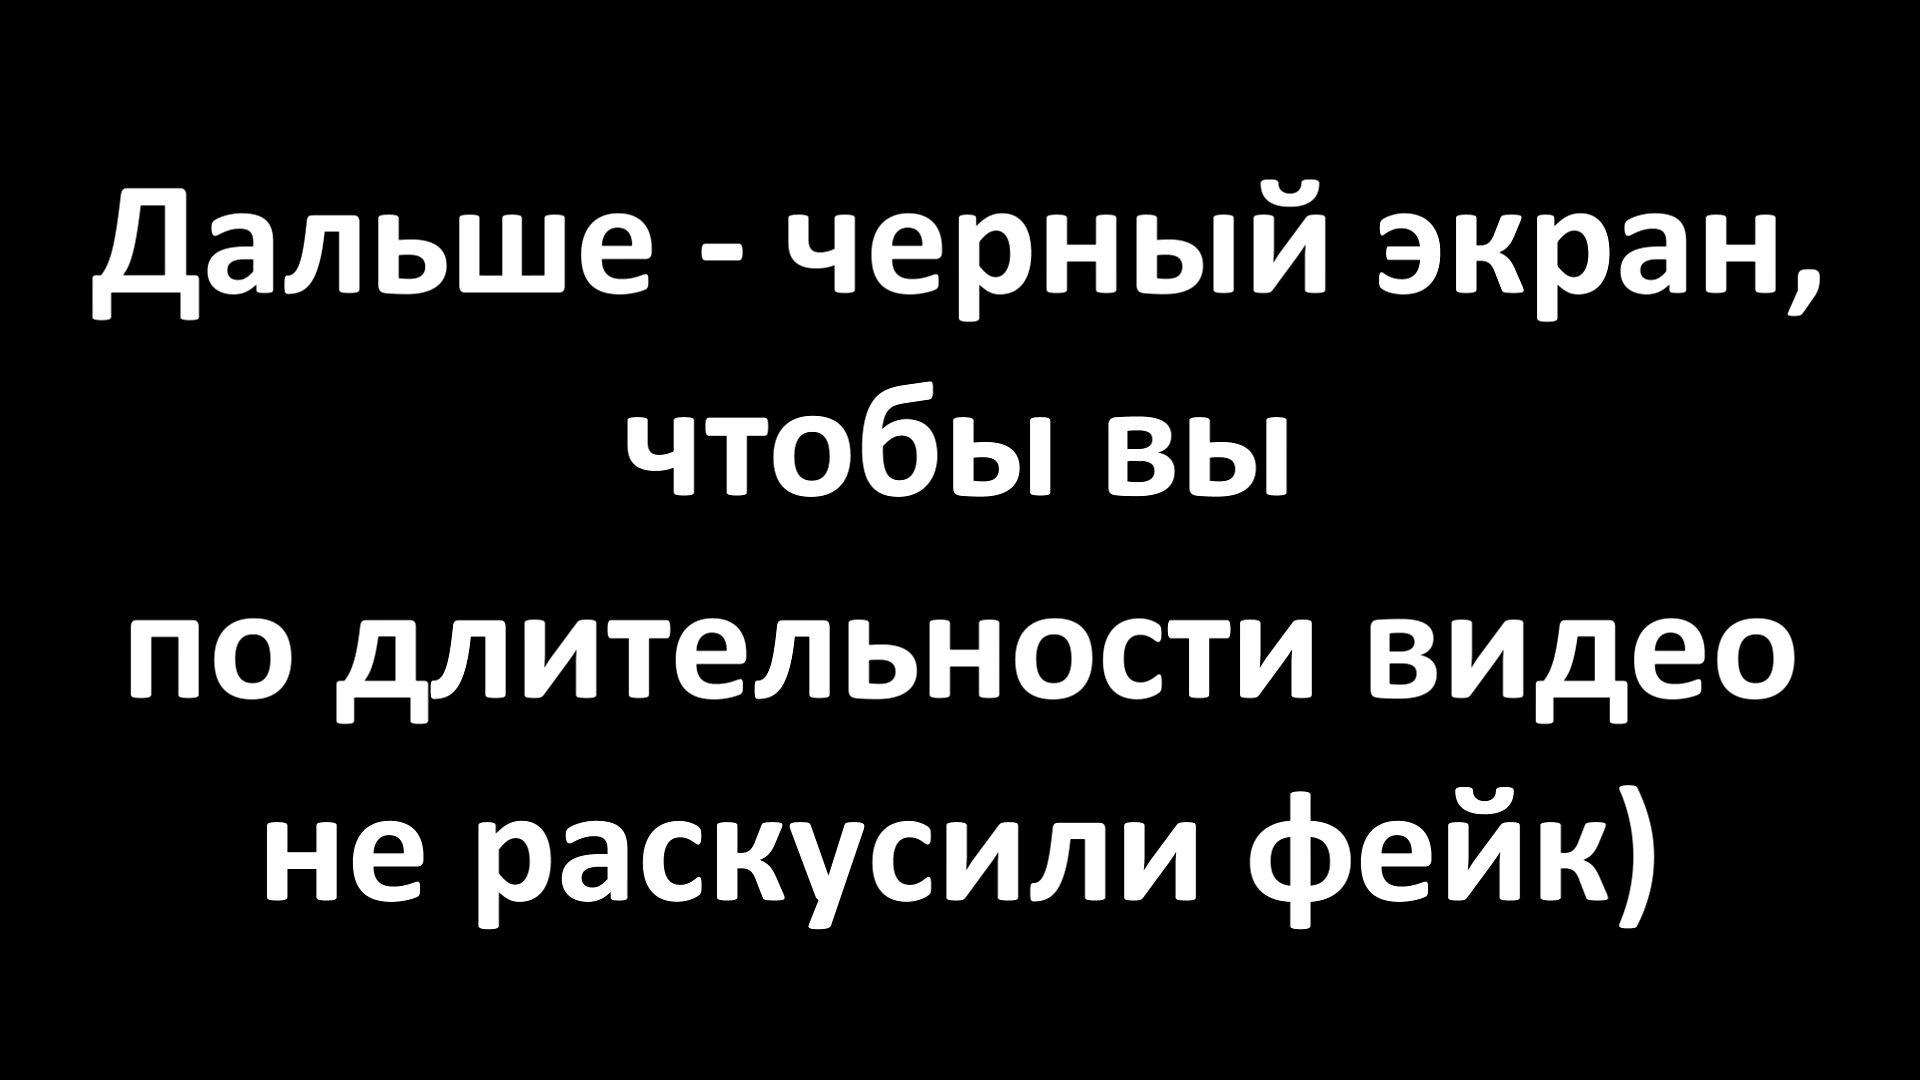 Дальше - черный экран,
чтобы вы
по длительности видео
не раскусили фейк)